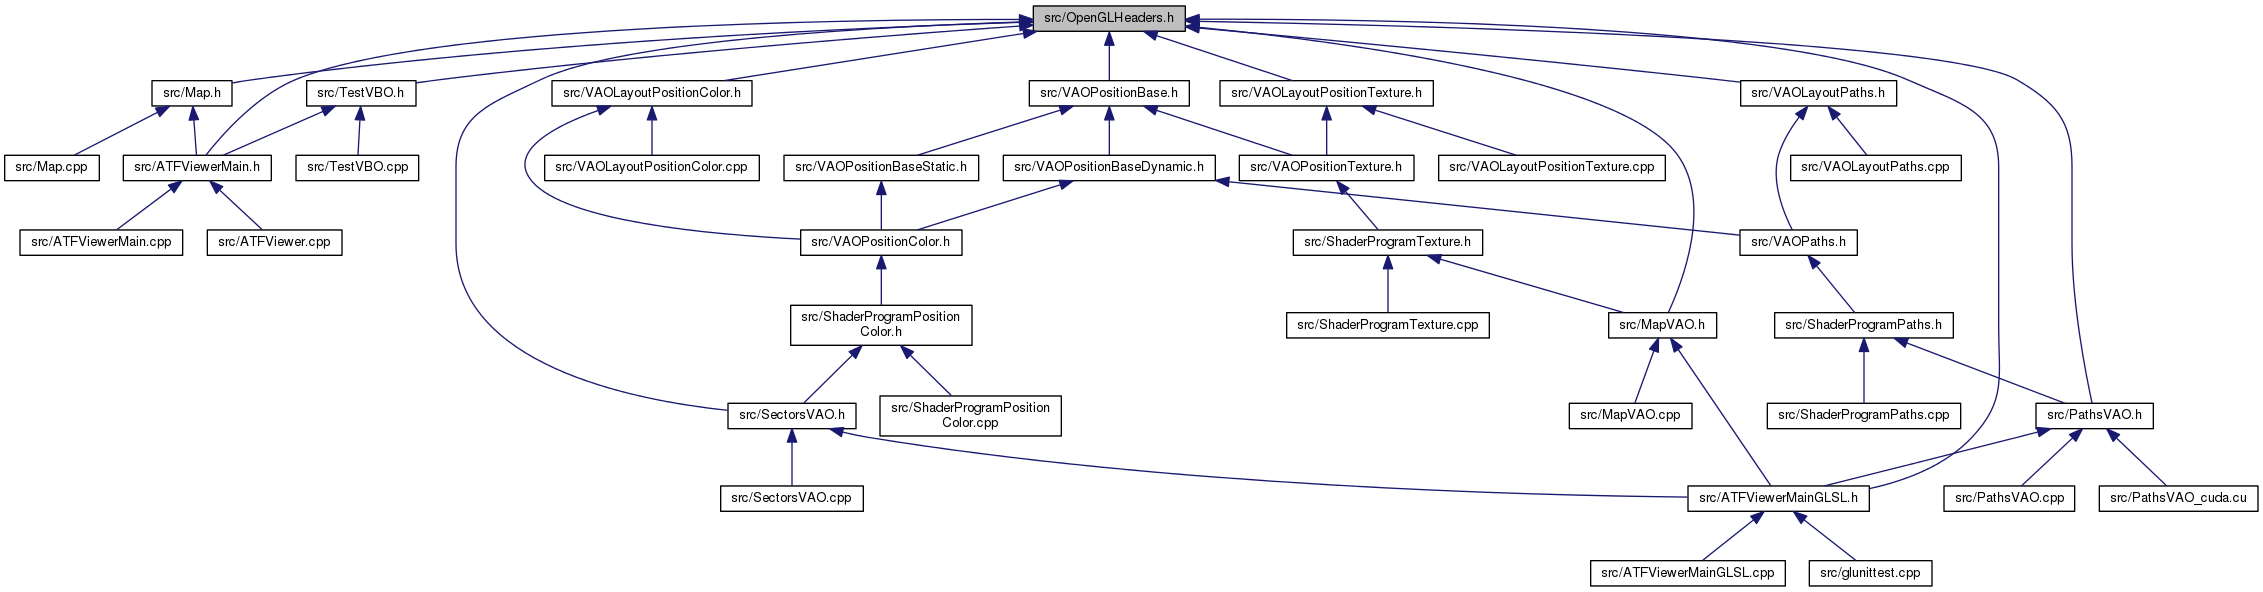 src/OpenGLHeaders.h
src/Map.h
src/TestVBO.h
src/VAOLayoutPositionColor.h
src/VAOPositionBase.h
src/VAOLayoutPositionTexture.h
src/VAOLayoutPaths.h
src/Map.cpp
src/ATFViewerMain.h
src/TestVBO.cpp
src/VAOLayoutPositionColor.cpp
src/VAOPositionBaseStatic.h
src/VAOPositionBaseDynamic.h
src/VAOPositionTexture.h
src/VAOLayoutPositionTexture.cpp
src/VAOLayoutPaths.cpp
src/ATFViewerMain.cpp
src/ATFViewer.cpp
src/VAOPositionColor.h
src/ShaderProgramTexture.h
src/VAOPaths.h
src/ShaderProgramPosition
Color.h
src/ShaderProgramTexture.cpp
src/MapVAO.h
src/ShaderProgramPaths.h
src/SectorsVAO.h
src/ShaderProgramPosition
Color.cpp
src/MapVAO.cpp
src/ShaderProgramPaths.cpp
src/PathsVAO.h
src/SectorsVAO.cpp
src/ATFViewerMainGLSL.h
src/PathsVAO.cpp
src/PathsVAO_cuda.cu
src/ATFViewerMainGLSL.cpp
src/glunittest.cpp